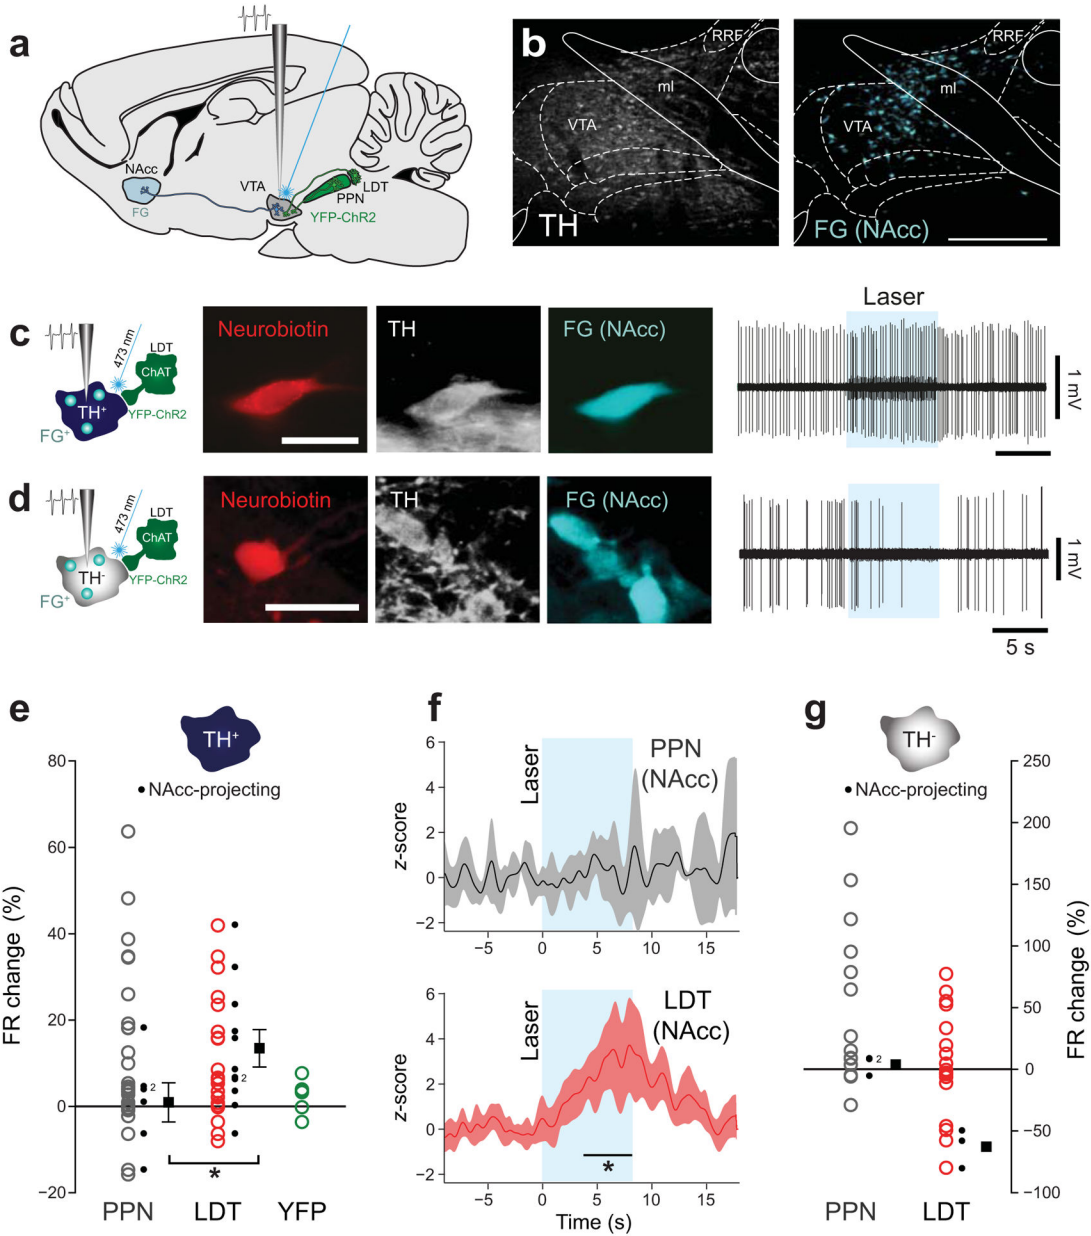 a
NAcc
FG
VTA
LDT
PPN
YFP-ChR2
b
RRF
ml
VTA
TH
RRF
ml
VTA
FG (NAcc)
c
473 nm
LDT
ChAT
TH+
YFP-ChR2
FG+
Neurobiotin
TH
FG (NAcc)
Laser
1 mV
d
473 nm
LDT
ChAT
TH-
YFP-ChR2
FG+
Neurobiotin
TH
FG (NAcc)
1 mV
5 s
e
TH+
NAcc-projecting
FR change (%)
80
60
40
20
0
−20
2
2
*
PPN
LDT
YFP
f
PPN
(NAcc)
Laser
z-score
6
4
2
0
−2
−5
0
5
10
15
LDT
(NAcc)
Laser
z-score
6
4
2
0
−2
*
−5
0
5
10
15
Time (s)
g
TH-
NAcc-projecting
250
200
150
100
50
0
−50
−100
2
FR change (%)
PPN
LDT